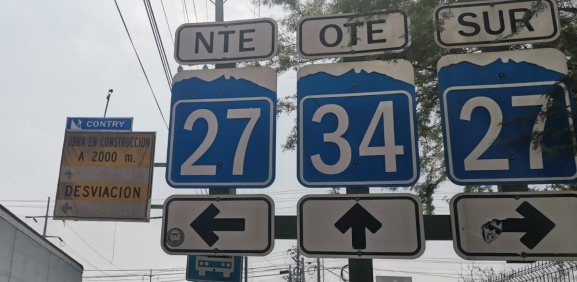 NTE
OTE
SUR
27
34
27
CONTRY
OBRA EN CONSTRUCCION
A 2000 m.
DESVIACION